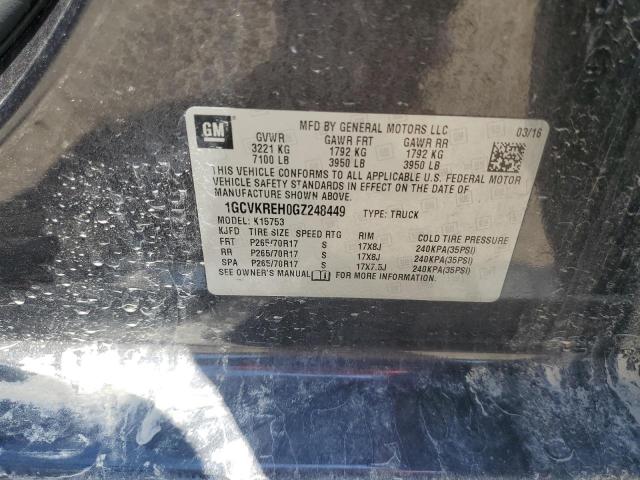 GM
MFD BY GENERAL MOTORS LLC 03/16
GVWR GAWR FRT GAWR RR
3221 KG 1792 KG 1792 KG
7100 LB 3950 LB 3950 LB
THIS VEHICLE CONFORMS TO ALL APPLICABLE U.S. FEDERAL MOTOR
VEHICLE SAFETY STANDARDS IN EFFECT ON THE DATE OF
MANUFACTURE SHOWN ABOVE.
1GCVKREH0GZ248449 TYPE: TRUCK
MODEL: K15753
KJFD TIRE SIZE SPEED RTG RIM COLD TIRE PRESSURE
FRT P265/70R17 S 17X8J 240KPA(35PSI)
RR P265/70R17 S 17X8J 240KPA(35PSI)
SPA P265/70R17 S 17X7.5J 240KPA(35PSI)
SEE OWNER'S MANUAL FOR MORE INFORMATION.